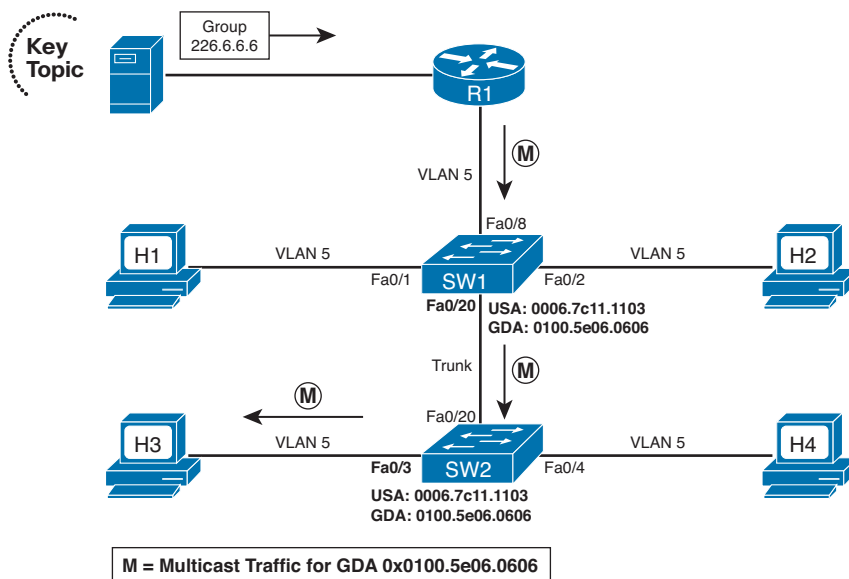 Key
Topic
Group
226.6.6.6
R1
M
VLAN 5
Fa0/8
H1
VLAN 5
Fa0/1
SW1
Fa0/2
VLAN 5
H2
Fa0/20
USA: 0006.7c11.1103
GDA: 0100.5e06.0606
Trunk
M
M
Fa0/20
H3
VLAN 5
Fa0/3
SW2
Fa0/4
VLAN 5
H4
USA: 0006.7c11.1103
GDA: 0100.5e06.0606
M = Multicast Traffic for GDA 0x0100.5e06.0606